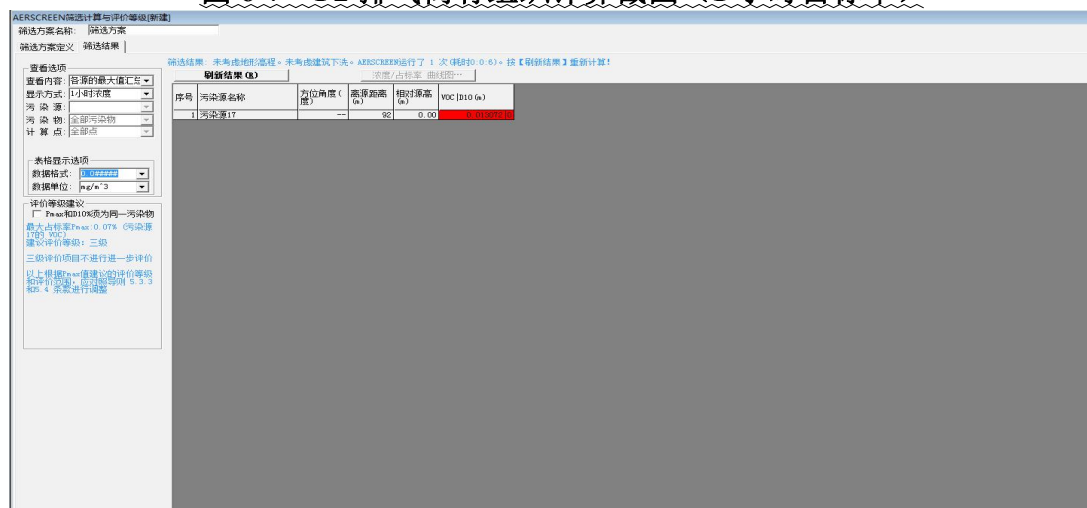 AERSCREEN筛选计算与评价等级[新建]
筛选方案名称: 筛选方案
筛选方案定义 筛选结果
筛选结果: 未考虑地形高程。未考虑建筑下洗。AERSCREEN运行了 1 次(耗时0:0:6)。按【刷新结果】重新计算!
查看选项
查看内容: 各源的最大值汇总
显示方式: 1小时浓度
污 染 源:
污 染 物: 全部污染物
计 算 点: 全部点
刷新结果(R)
浓度/占标率 曲线图…
序号 污染源名称 方位角度(度) 离源距离(m) 相对源高(m) VOC|D10(m)
1 污染源17 -- 92 0.00
表格显示选项
数据格式: 0.0#####
数据单位: mg/m^3
评价等级建议
Pmax和D10%须为同一污染物
最大占标率Pmax:0.07% (污染源
17的 VOC)
建议评价等级: 三级
三级评价项目不进行进一步评价
以上根据Pmax值建议的评价等级
和评价范围,应对照导则 5.3.3
和5.4 条款进行调整